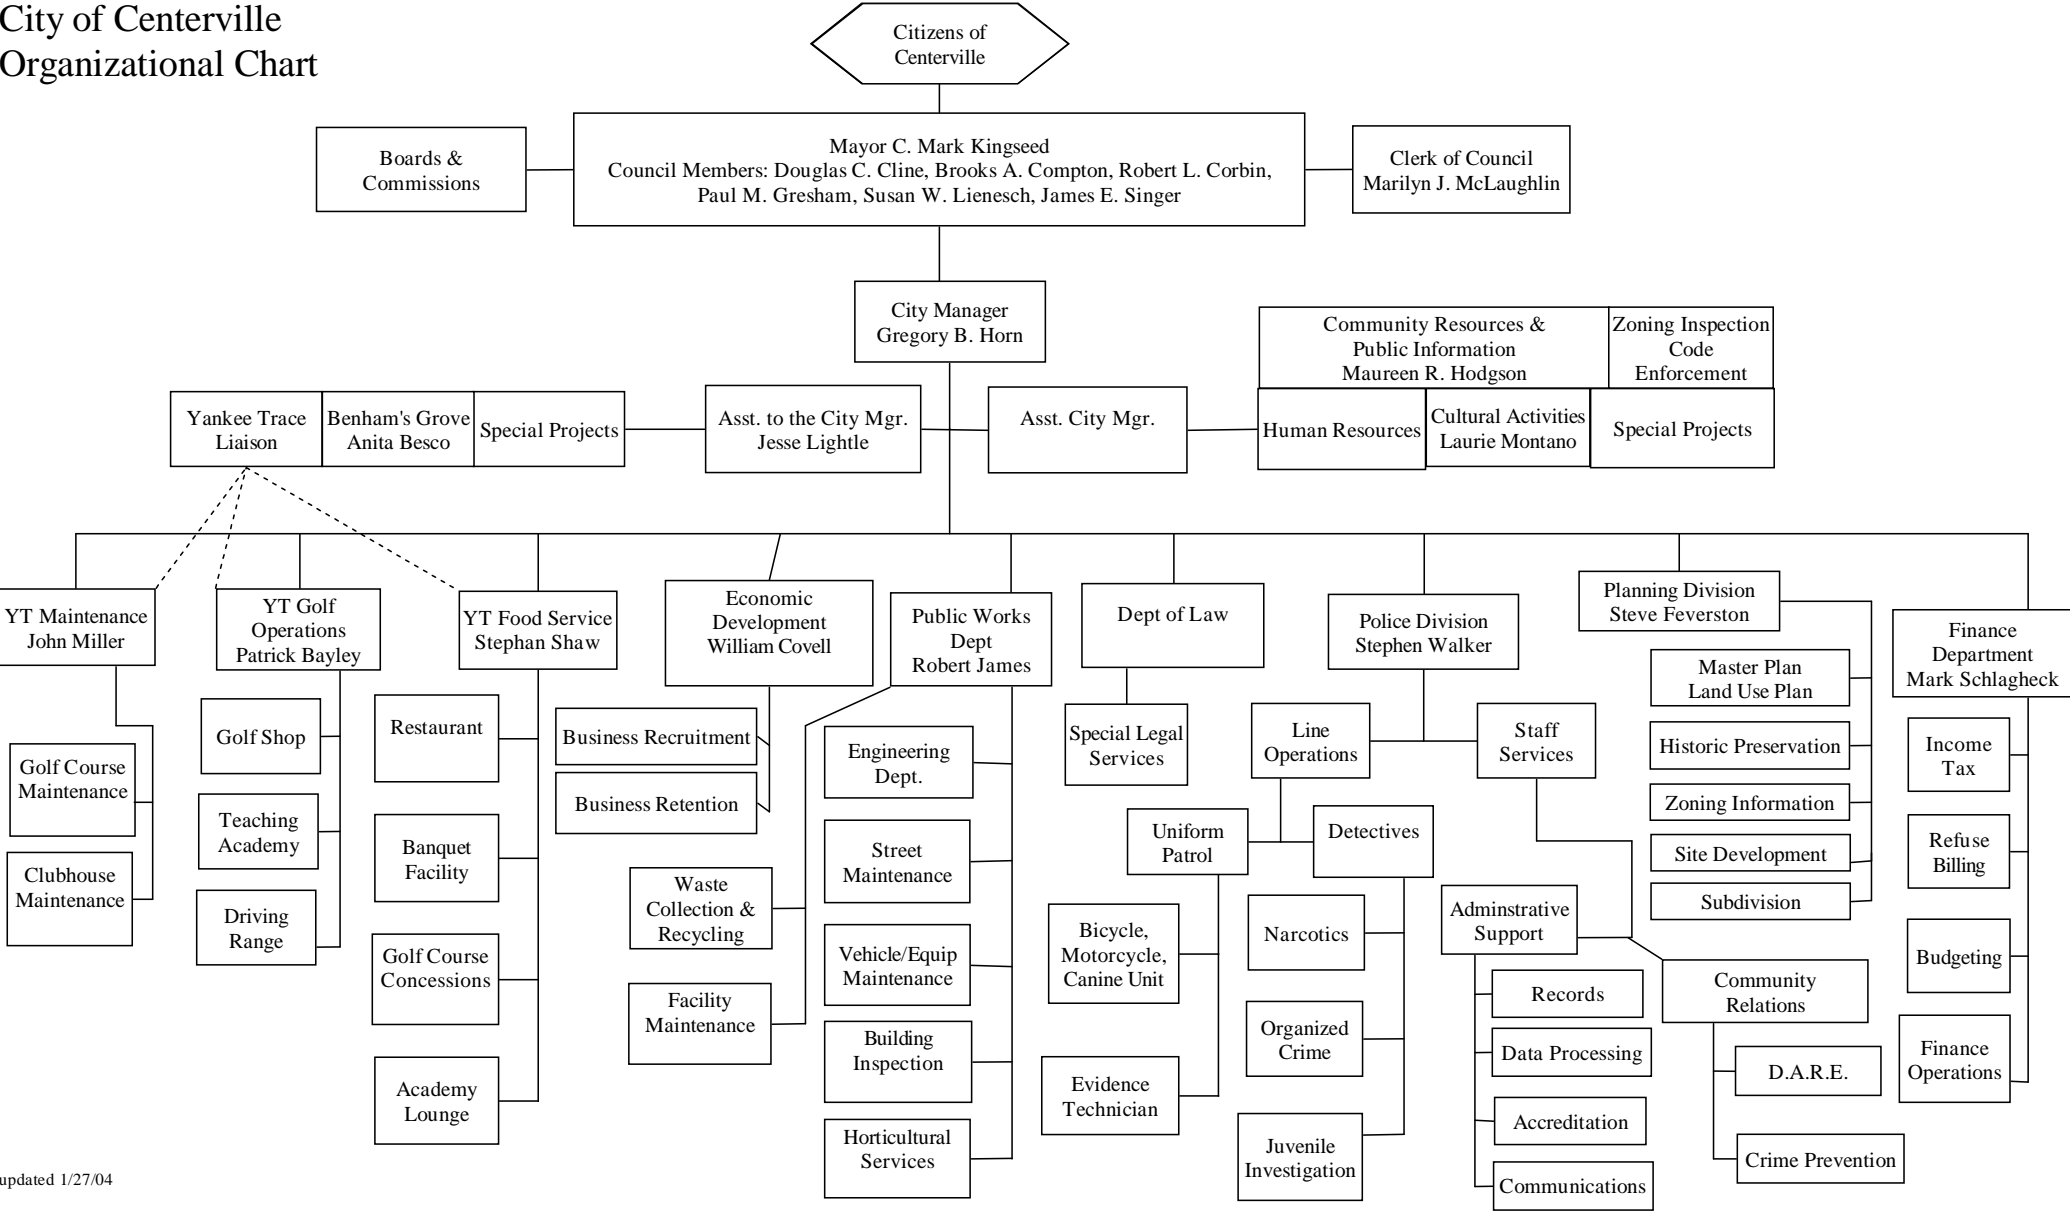 City of Centerville
Organizational Chart
Citizens of
Centerville
Boards &
Commissions
Mayor C. Mark Kingseed
Council Members: Douglas C. Cline, Brooks A. Compton, Robert L. Corbin,
Paul M. Gresham, Susan W. Lienesch, James E. Singer
Clerk of Council
Marilyn J. McLaughlin
City Manager
Gregory B. Horn
Community Resources &
Public Information
Maureen R. Hodgson
Zoning Inspection
Code
Enforcement
Yankee Trace
Liaison
Benham's Grove
Anita Besco
Special Projects
Asst. to the City Mgr.
Jesse Lightle
Asst. City Mgr.
Human Resources
Cultural Activities
Laurie Montano
Special Projects
YT Maintenance
John Miller
YT Golf
Operations
Patrick Bayley
YT Food Service
Stephan Shaw
Economic
Development
William Covell
Public Works
Dept
Robert James
Dept of Law
Police Division
Stephen Walker
Planning Division
Steve Feverston
Finance
Department
Mark Schlagheck
Golf Course
Maintenance
Clubhouse
Maintenance
Golf Shop
Teaching
Academy
Driving
Range
Restaurant
Banquet
Facility
Golf Course
Concessions
Academy
Lounge
Business Recruitment
Business Retention
Waste
Collection &
Recycling
Facility
Maintenance
Engineering
Dept.
Street
Maintenance
Vehicle/Equip
Maintenance
Building
Inspection
Horticultural
Services
Special Legal
Services
Line
Operations
Staff
Services
Uniform
Patrol
Detectives
Bicycle,
Motorcycle,
Canine Unit
Evidence
Technician
Narcotics
Organized
Crime
Juvenile
Investigation
Adminstrative
Support
Records
Data Processing
Accreditation
Communications
Community
Relations
D.A.R.E.
Crime Prevention
Master Plan
Land Use Plan
Historic Preservation
Zoning Information
Site Development
Subdivision
Income
Tax
Refuse
Billing
Budgeting
Finance
Operations
updated 1/27/04